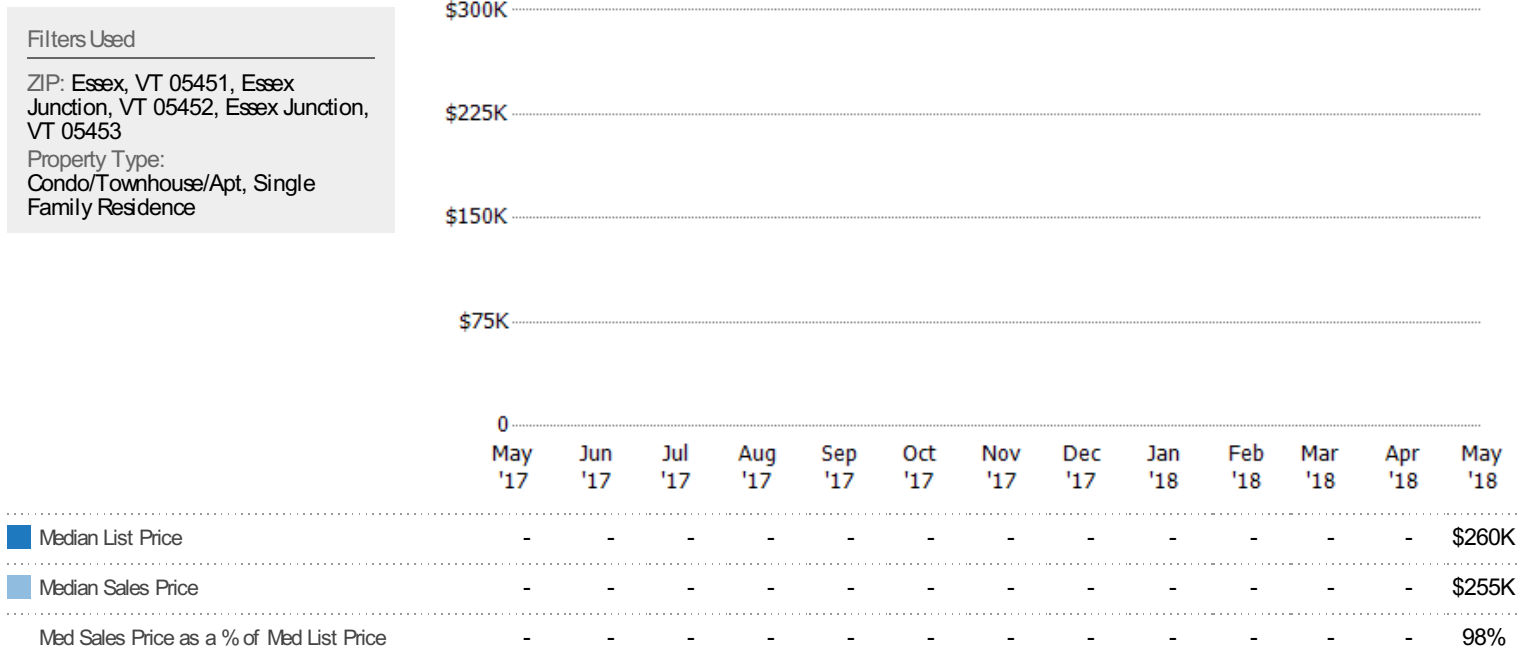 Filters Used
ZIP: Essex, VT 05451, Essex
Junction, VT 05452, Essex Junction,
VT 05453
Property Type:
Condo/Townhouse/Apt, Single
Family Residence
$300K
$225K
$150K
$75K
0
May Jun Jul Aug Sep Oct Nov Dec Jan Feb Mar Apr May
'17 '17 '17 '17 '17 '17 '17 '17 '18 '18 '18 '18 '18
Median List Price - - - - - - - - - - - - $260K
Median Sales Price - - - - - - - - - - - - $255K
Med Sales Price as a % of Med List Price - - - - - - - - - - - - 98%